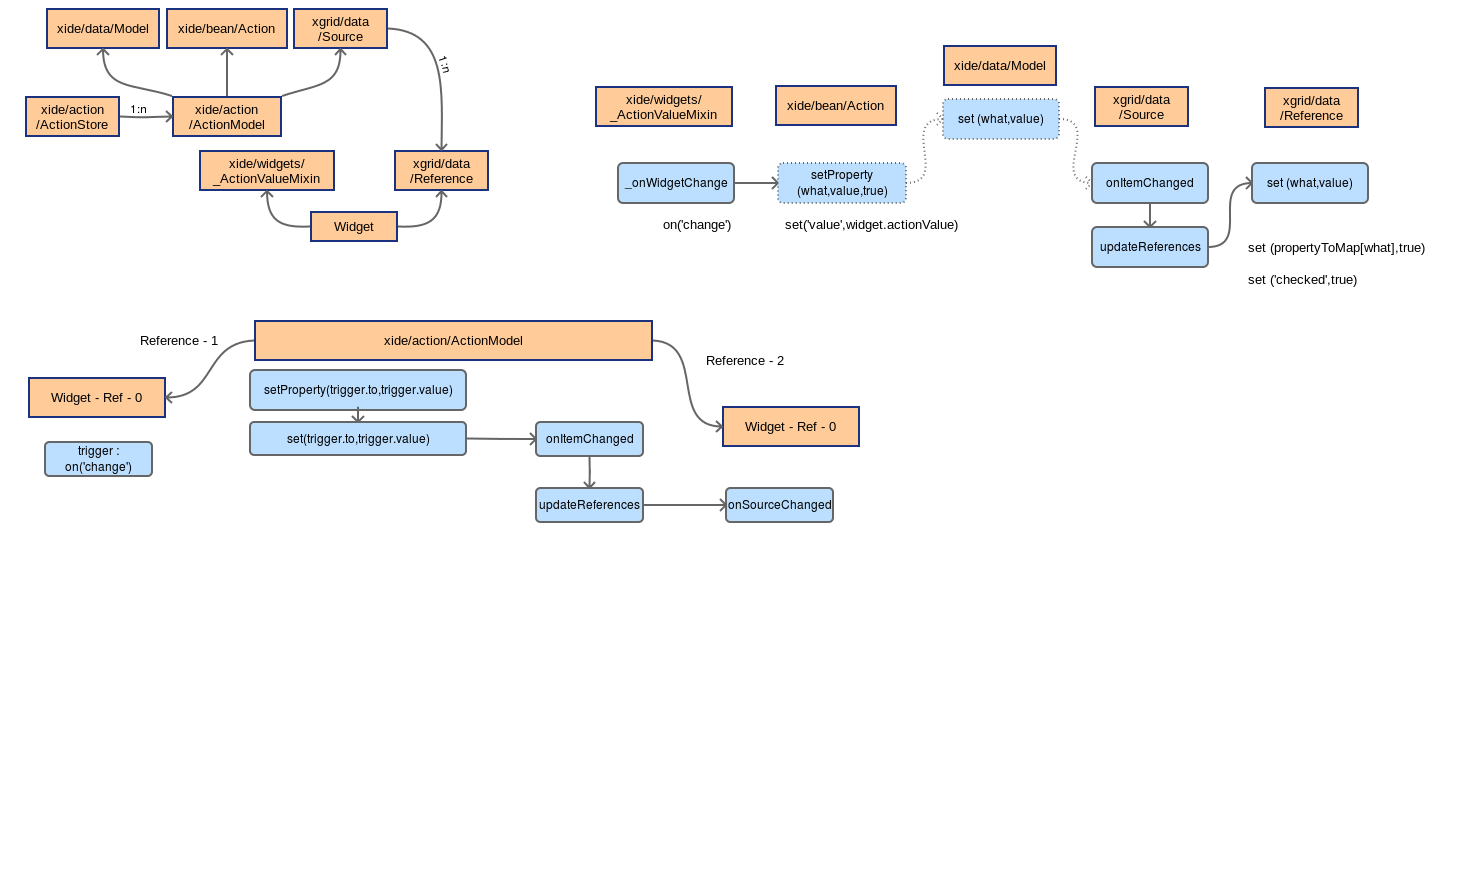 xide/data/Model
xide/bean/Action
xgrid/data
/Source
1:n
xide/action
/ActionStore
1:n
xide/action
/ActionModel
xide/widgets/
_ActionValueMixin
xgrid/data
/Reference
Widget
xide/data/Model
xide/widgets/
_ActionValueMixin
xide/bean/Action
xgrid/data
/Source
xgrid/data
/Reference
set (what,value)
_onWidgetChange
setProperty
(what,value,true)
onItemChanged
set (what,value)
on('change')
set('value',widget.actionValue)
updateReferences
set (propertyToMap[what],true)
set ('checked',true)
Reference - 1
xide/action/ActionModel
Reference - 2
Widget - Ref - 0
setProperty(trigger.to,trigger.value)
Widget - Ref - 0
set(trigger.to,trigger.value)
onItemChanged
trigger :
on('change')
updateReferences
onSourceChanged